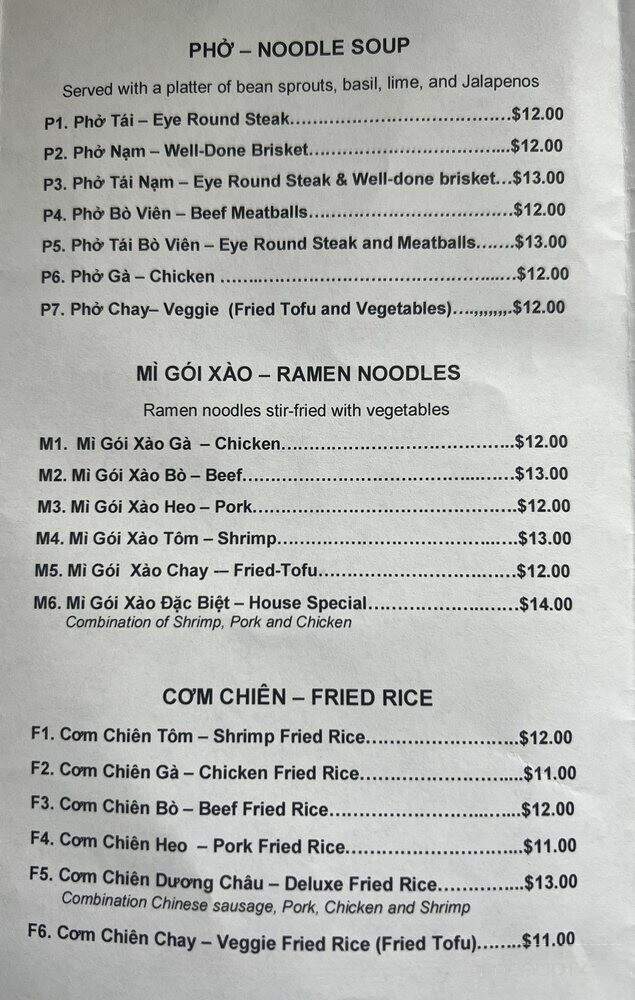 PHỞ – NOODLE SOUP
Served with a platter of bean sprouts, basil, lime, and Jalapenos
P1. Phở Tái – Eye Round Steak……………………………….…$12.00
P2. Phở Nạm – Well-Done Brisket……………………………....$12.00
P3. Phở Tái Nạm – Eye Round Steak & Well-done brisket…$13.00
P4. Phở Bò Viên – Beef Meatballs……………………………….$12.00
P5. Phở Tái Bò Viên – Eye Round Steak and Meatballs…….$13.00
P6. Phở Gà – Chicken …….……………………………….....….$12.00
P7. Phở Chay– Veggie  (Fried Tofu and Vegetables)….,,,,,,,,.$12.00
MÌ GÓI XÀO – RAMEN NOODLES
Ramen noodles stir-fried with vegetables
M1.  Mì Gói Xào Gà  – Chicken…………………………….…..…$12.00
M2. Mì Gói Xào Bò – Beef………………………………….…..…$13.00
M3. Mì Gói Xào Heo – Pork…………………………………….…$12.00
M4. Mì Gói Xào Tôm – Shrimp……………………………...….…$13.00
M5. Mì Gói  Xào Chay -– Fried-Tofu……………………….….…$12.00
M6. Mì Gói Xào Đặc Biệt – House Special……………….….…$14.00
Combination of Shrimp, Pork and Chicken
CƠM CHIÊN – FRIED RICE
F1. Cơm Chiên Tôm – Shrimp Fried Rice…………………….…$12.00
F2. Cơm Chiên Gà – Chicken Fried Rice…………………….....$11.00
F3. Cơm Chiên Bò – Beef Fried Rice……………………...….…$12.00
F4. Cơm Chiên Heo  – Pork Fried Rice…………………….…...$11.00
F5. Cơm Chiên Dương Châu – Deluxe Fried Rice……….…...$13.00
Combination Chinese sausage, Pork, Chicken and Shrimp
F6. Cơm Chiên Chay – Veggie Fried Rice (Fried Tofu)….…..$11.00